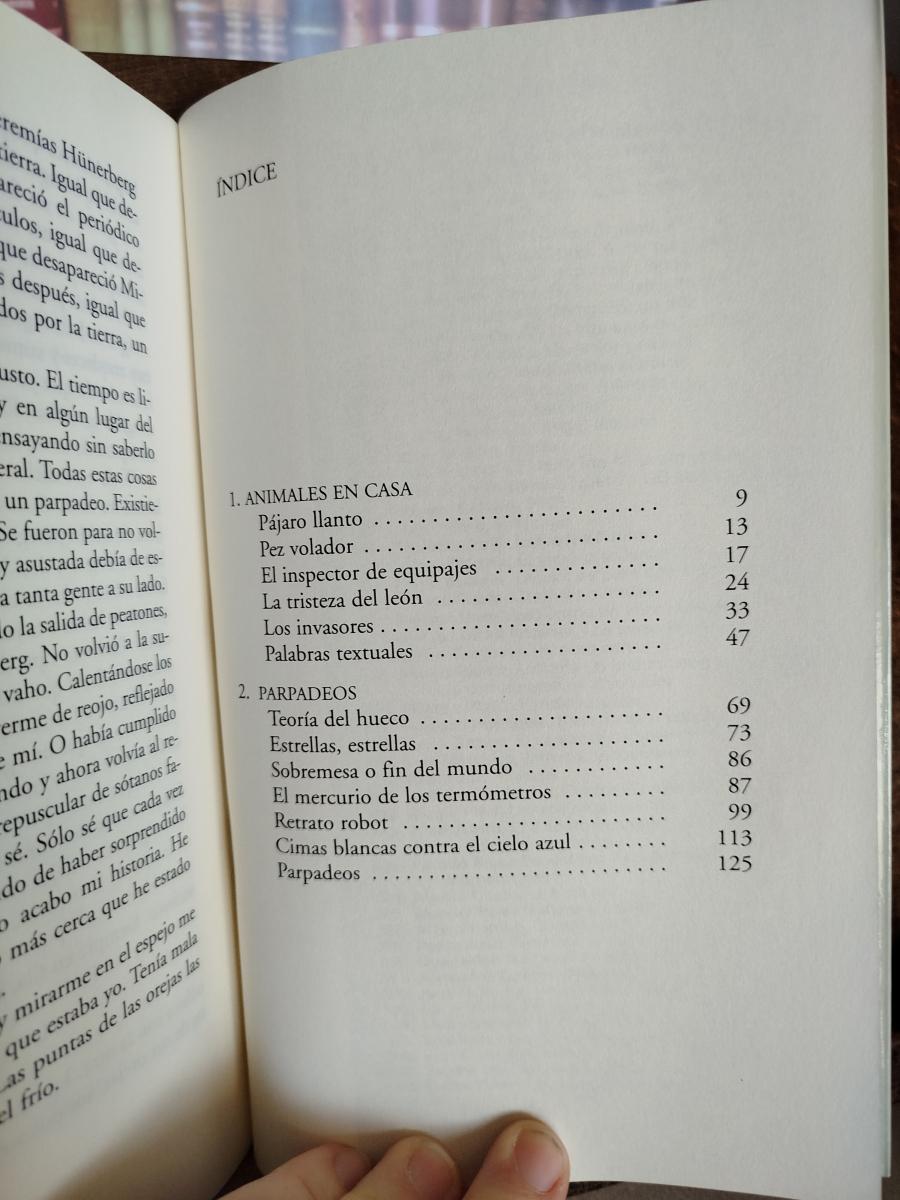 eremías Hünerberg
tierra. Igual que de-
areció el periódico
ulos, igual que de-
que desapareció Mi-
s después, igual que
dos por la tierra, un
usto. El tiempo es li-
y en algún lugar del
ensayando sin saberlo
eral. Todas estas cosas
un parpadeo. Existie-
Se fueron para no vol-
y asustada debía de es-
a tanta gente a su lado.
lo la salida de peatones,
erg. No volvió a la su-
vaho. Calentándose los
erme de reojo, reflejado
e mí. O había cumplido
ndo y ahora volvía al re-
repuscular de sótanos fa-
sé. Sólo sé que cada vez
do de haber sorprendido
o acabo mi historia. He
más cerca que he estado
y mirarme en el espejo me
que estaba yo. Tenía mala
as puntas de las orejas las
el frío.
ÍNDICE
1. ANIMALES EN CASA
Pájaro llanto . . . . . . . . . . . . . . . . . . . . . . . . . 9
Pez volador . . . . . . . . . . . . . . . . . . . . . . . . . . 13
El inspector de equipajes . . . . . . . . . . . . . . . 17
La tristeza del león . . . . . . . . . . . . . . . . . . . . 24
Los invasores . . . . . . . . . . . . . . . . . . . . . . . . 33
Palabras textuales . . . . . . . . . . . . . . . . . . . . . 47
2. PARPADEOS
Teoría del hueco . . . . . . . . . . . . . . . . . . . . . . 69
Estrellas, estrellas . . . . . . . . . . . . . . . . . . . . . 73
Sobremesa o fin del mundo . . . . . . . . . . . . 86
El mercurio de los termómetros . . . . . . . . . 87
Retrato robot . . . . . . . . . . . . . . . . . . . . . . . . 99
Cimas blancas contra el cielo azul . . . . . . . . 113
Parpadeos . . . . . . . . . . . . . . . . . . . . . . . . . . . 125